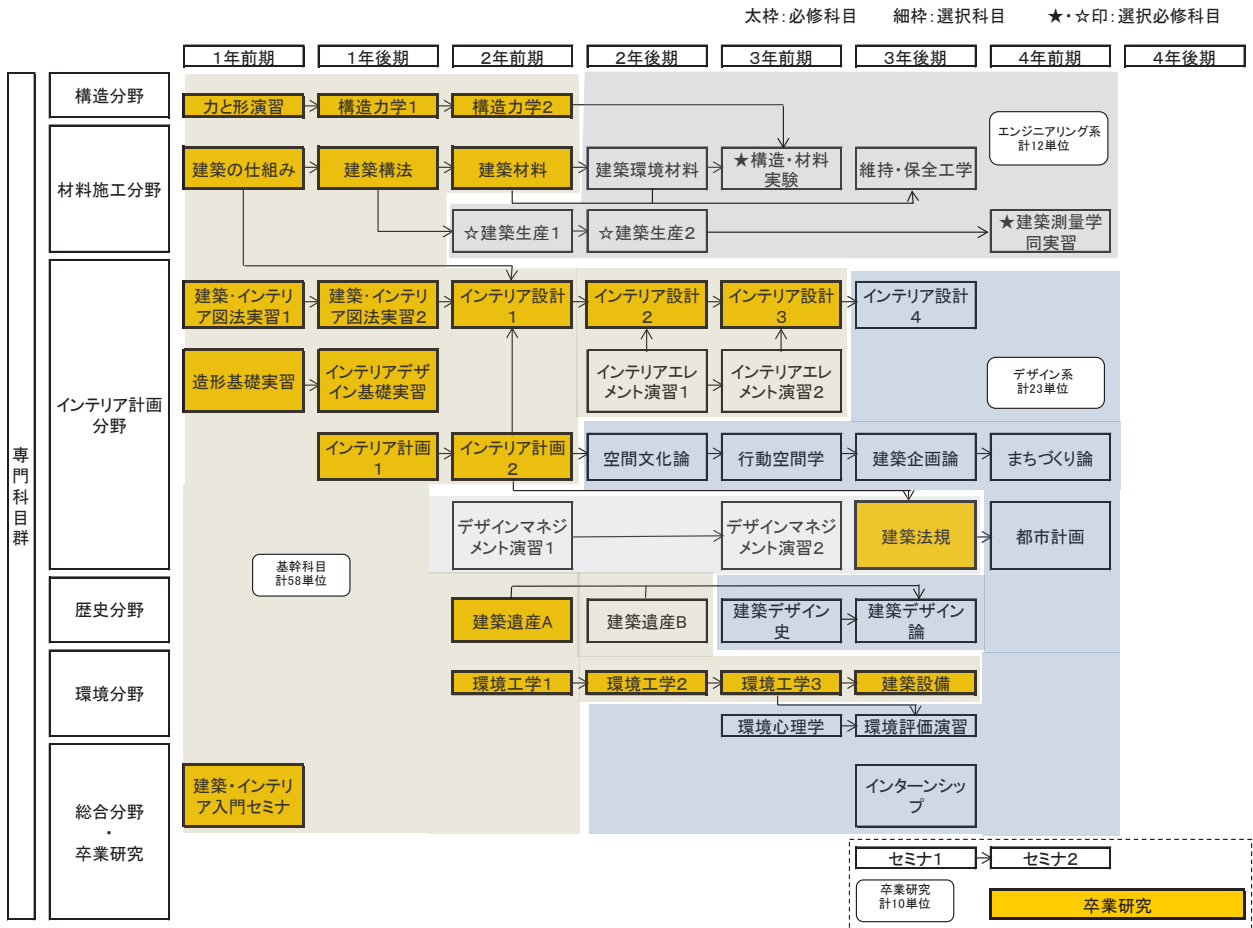 太枠：必修科目　細枠：選択科目　★・☆印：選択必修科目
1年前期
1年後期
2年前期
2年後期
3年前期
3年後期
4年前期
4年後期
専門科目群
構造分野
力と形演習
構造力学1
構造力学2
エンジニアリング系
計12単位
材料施工分野
建築の仕組み
建築構法
建築材料
建築環境材料
★構造・材料
実験
維持・保全工学
☆建築生産1
☆建築生産2
★建築測量学
同実習
インテリア計画
分野
建築・インテリ
ア図法実習1
建築・インテリ
ア図法実習2
インテリア設計
1
インテリア設計
2
インテリア設計
3
インテリア設計
4
造形基礎実習
インテリアデザ
イン基礎実習
インテリアエレ
メント演習1
インテリアエレ
メント演習2
デザイン系
計23単位
インテリア計画
1
インテリア計画
2
空間文化論
行動空間学
建築企画論
まちづくり論
デザインマネジ
メント演習1
デザインマネジ
メント演習2
建築法規
都市計画
基幹科目
計58単位
歴史分野
建築遺産A
建築遺産B
建築デザイン
史
建築デザイン
論
環境分野
環境工学1
環境工学2
環境工学3
建築設備
環境心理学
環境評価演習
総合分野
・
卒業研究
建築・インテリ
ア入門セミナ
インターンシッ
プ
セミナ1
セミナ2
卒業研究
計10単位
卒業研究